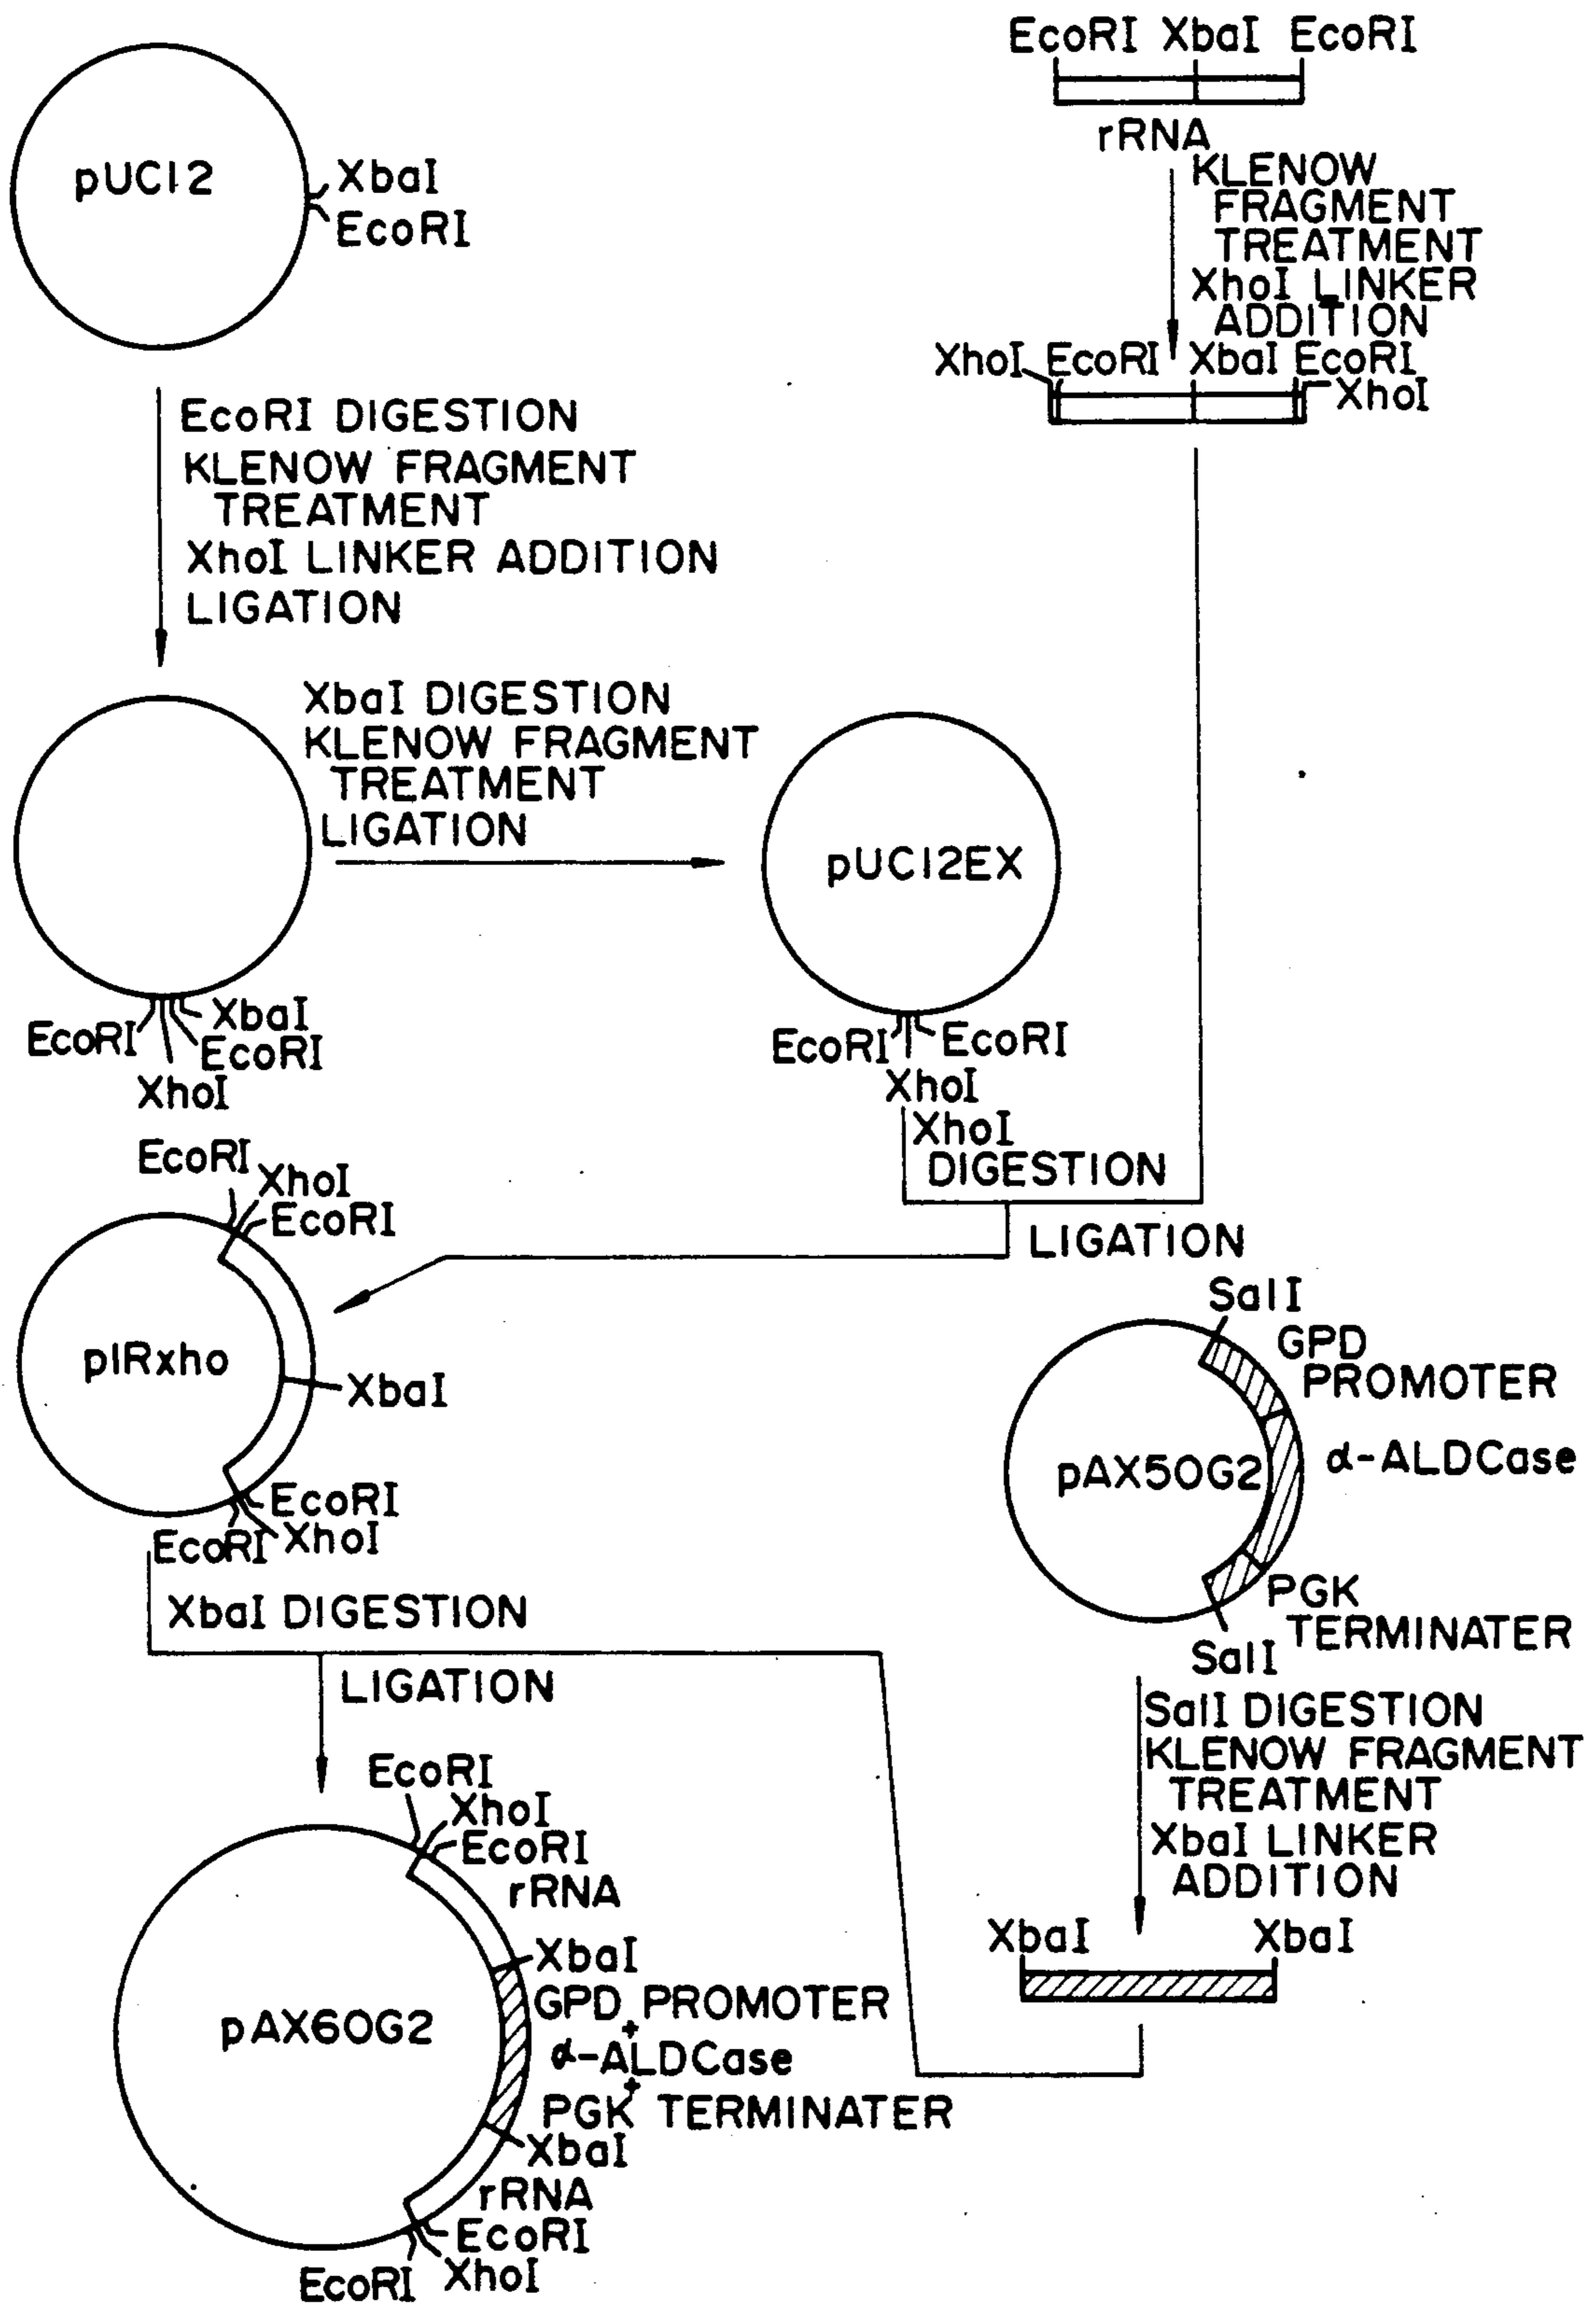 EcoRI XbaI EcoRI
rRNA
KLENOW
FRAGMENT
TREATMENT
XhoI LINKER
ADDITION
XhoI EcoRI XbaI EcoRI
XhoI
pUC12
XbaI
EcoRI
EcoRI DIGESTION
KLENOW FRAGMENT
TREATMENT
XhoI LINKER ADDITION
LIGATION
XbaI DIGESTION
KLENOW FRAGMENT
TREATMENT
LIGATION
EcoRI
XbaI
EcoRI
XhoI
pUC12EX
EcoRI
EcoRI
XhoI
XhoI
DIGESTION
LIGATION
EcoRI
XhoI
EcoRI
pIRxho
XbaI
EcoRI
EcoRI XhoI
XbaI DIGESTION
LIGATION
SalI
GPD
PROMOTER
pAX50G2
α-ALDCase
PGK
TERMINATER
SalI
SalI DIGESTION
KLENOW FRAGMENT
TREATMENT
XbaI LINKER
ADDITION
XbaI XbaI
EcoRI
XhoI
EcoRI
rRNA
XbaI
GPD PROMOTER
+
α-ALDCase
+
PGK TERMINATER
XbaI
rRNA
EcoRI
EcoRI XhoI
pAX60G2